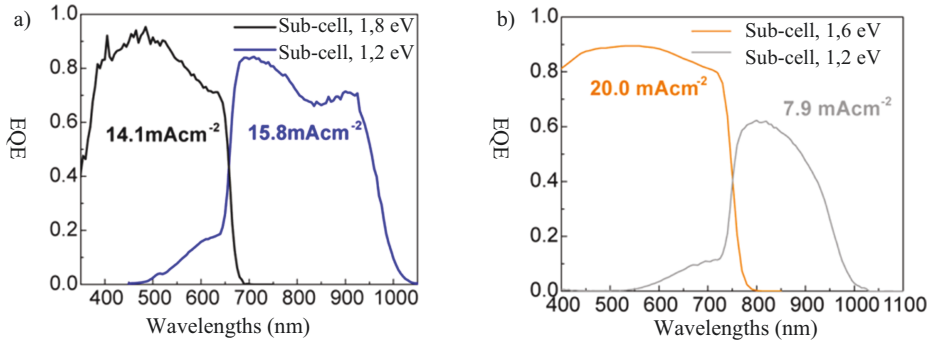 a)
Sub-cell, 1,8 eV
Sub-cell, 1,2 eV
14.1mAcm-2
15.8mAcm-2
EQE
1.0
0.8
0.6
0.4
0.2
0.0
400 500 600 700 800 900 1000
Wavelengths (nm)
b)
Sub-cell, 1,6 eV
Sub-cell, 1,2 eV
20.0 mAcm-2
7.9 mAcm-2
EQE
1.0
0.8
0.6
0.4
0.2
0.0
400 500 600 700 800 900 1000 1100
Wavelengths (nm)